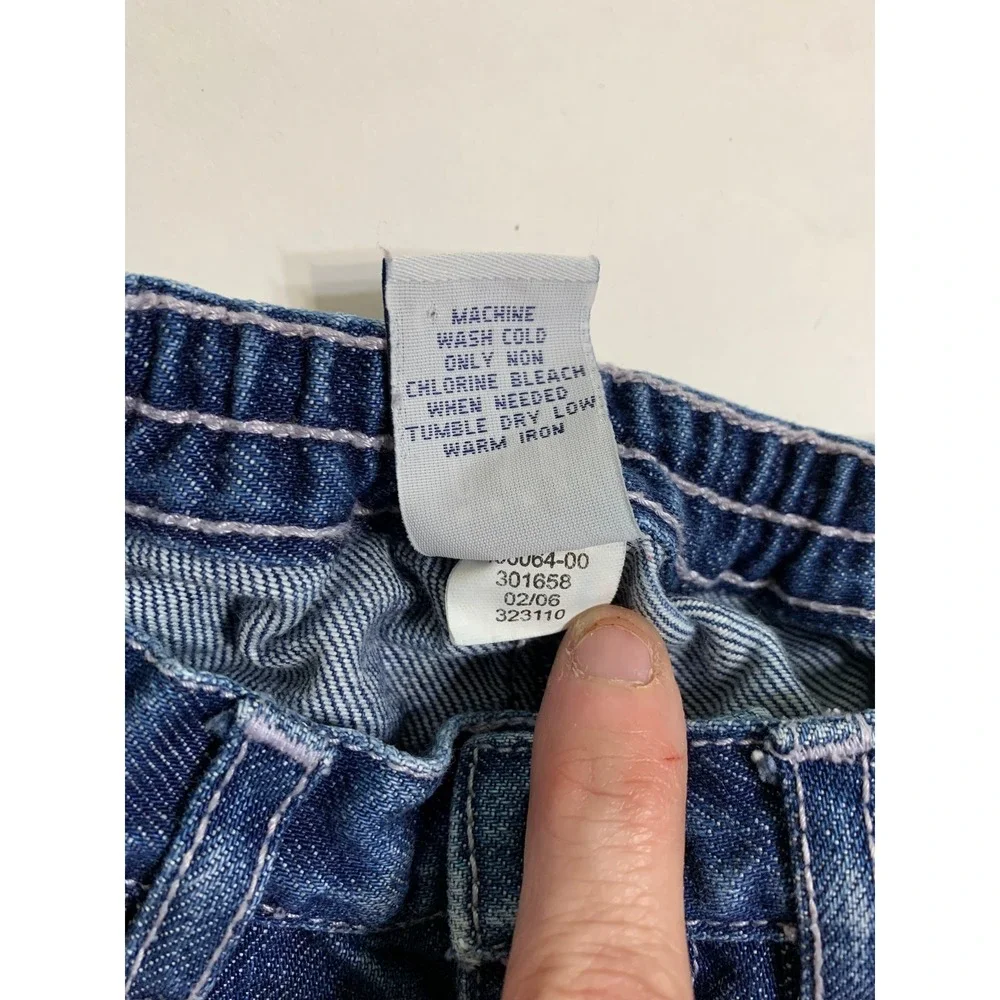 MACHINE
WASH COLD
ONLY NON
CHLORINE BLEACH
WHEN NEEDED
TUMBLE DRY LOW
WARM IRON
0064-00
301658
02/06
323110